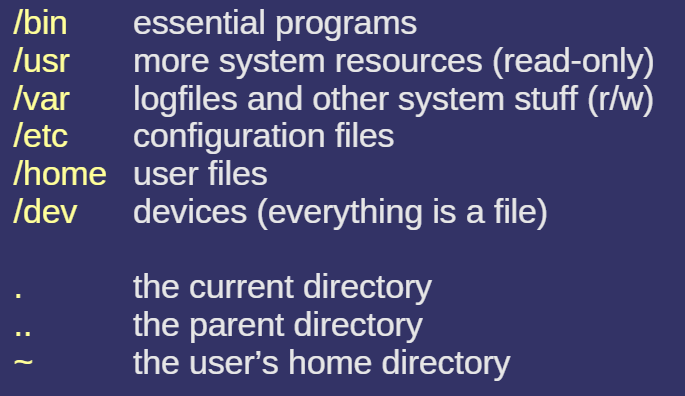 /bin essential programs
/usr more system resources (read-only)
/var logfiles and other system stuff (r/w)
/etc configuration files
/home user files
/dev devices (everything is a file)
. the current directory
.. the parent directory
~ the user’s home directory